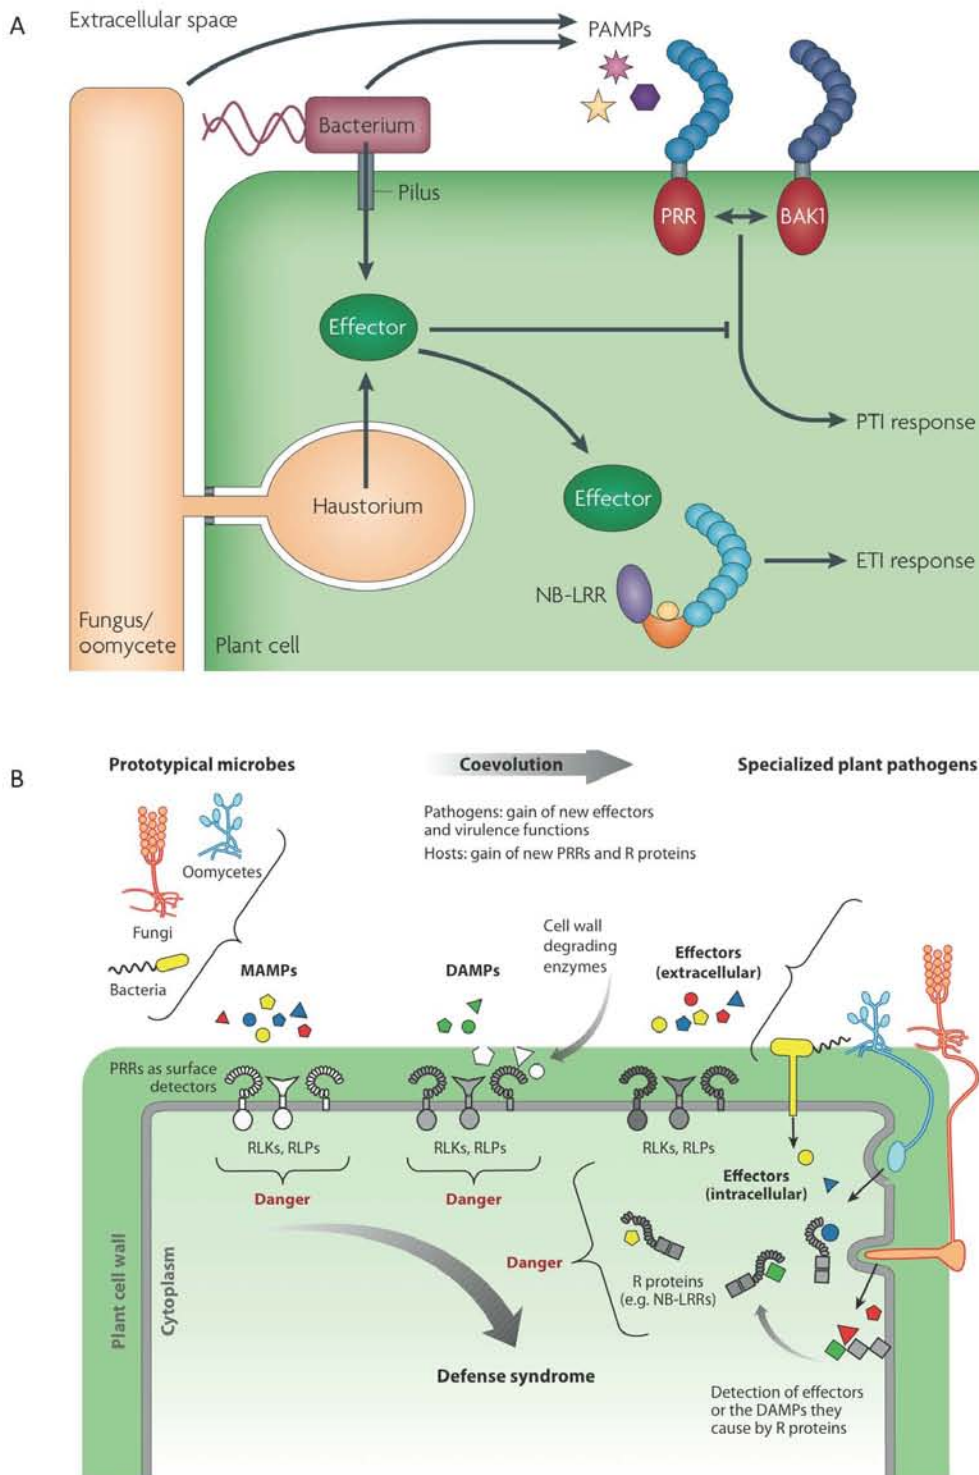 A
Extracellular space
PAMPs
Bacterium
Pilus
PRR
BAK1
Effector
PTI response
Haustorium
Effector
ETI response
NB-LRR
Fungus/
oomycete
Plant cell
B
Prototypical microbes
Coevolution
Specialized plant pathogens
Pathogens: gain of new effectors
and virulence functions
Hosts: gain of new PRRs and R proteins
Oomycetes
Fungi
Bacteria
MAMPs
DAMPs
Cell wall
degrading
enzymes
Effectors
(extracellular)
PRRs as surface
detectors
RLKs, RLPs
RLKs, RLPs
RLKs, RLPs
Danger
Danger
Effectors
(intracellular)
Danger
R proteins
(e.g. NB-LRRs)
Plant cell wall
Cytoplasm
Defense syndrome
Detection of effectors
or the DAMPs they
cause by R proteins